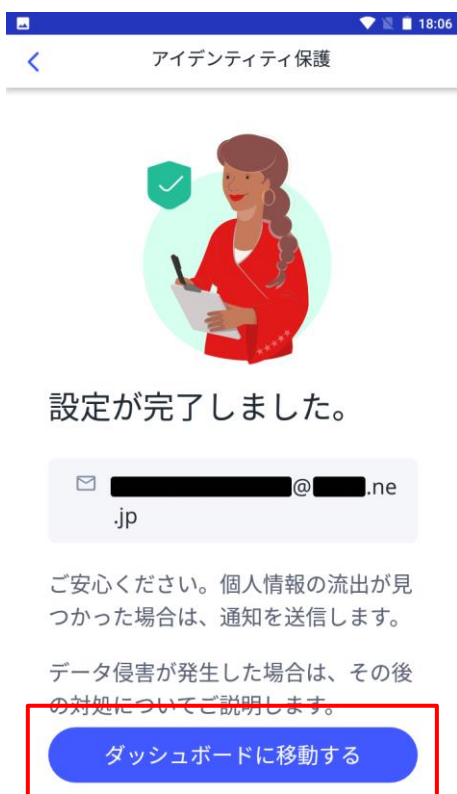 18:06
アイデンティティ保護
設定が完了しました。
@ .ne
.jp
ご安心ください。個人情報の流出が見
つかった場合は、通知を送信します。
データ侵害が発生した場合は、その後
の対処についてご説明します。
ダッシュボードに移動する